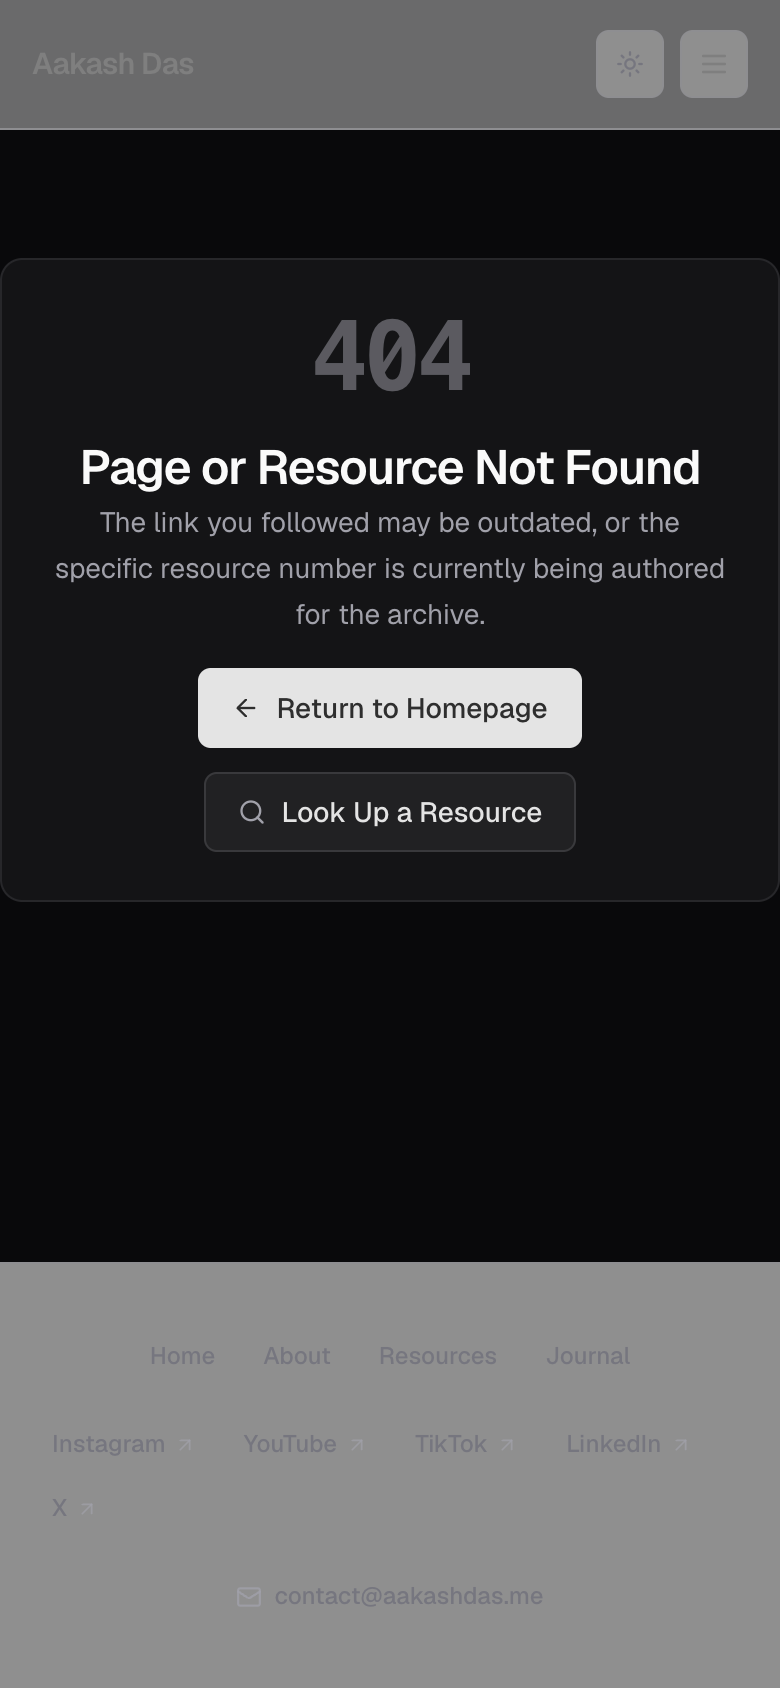 Aakash Das
404
Page or Resource Not Found
The link you followed may be outdated, or the
specific resource number is currently being authored
for the archive.
Return to Homepage
Look Up a Resource
Home About Resources Journal
Instagram YouTube TikTok LinkedIn
X
contact@aakashdas.me